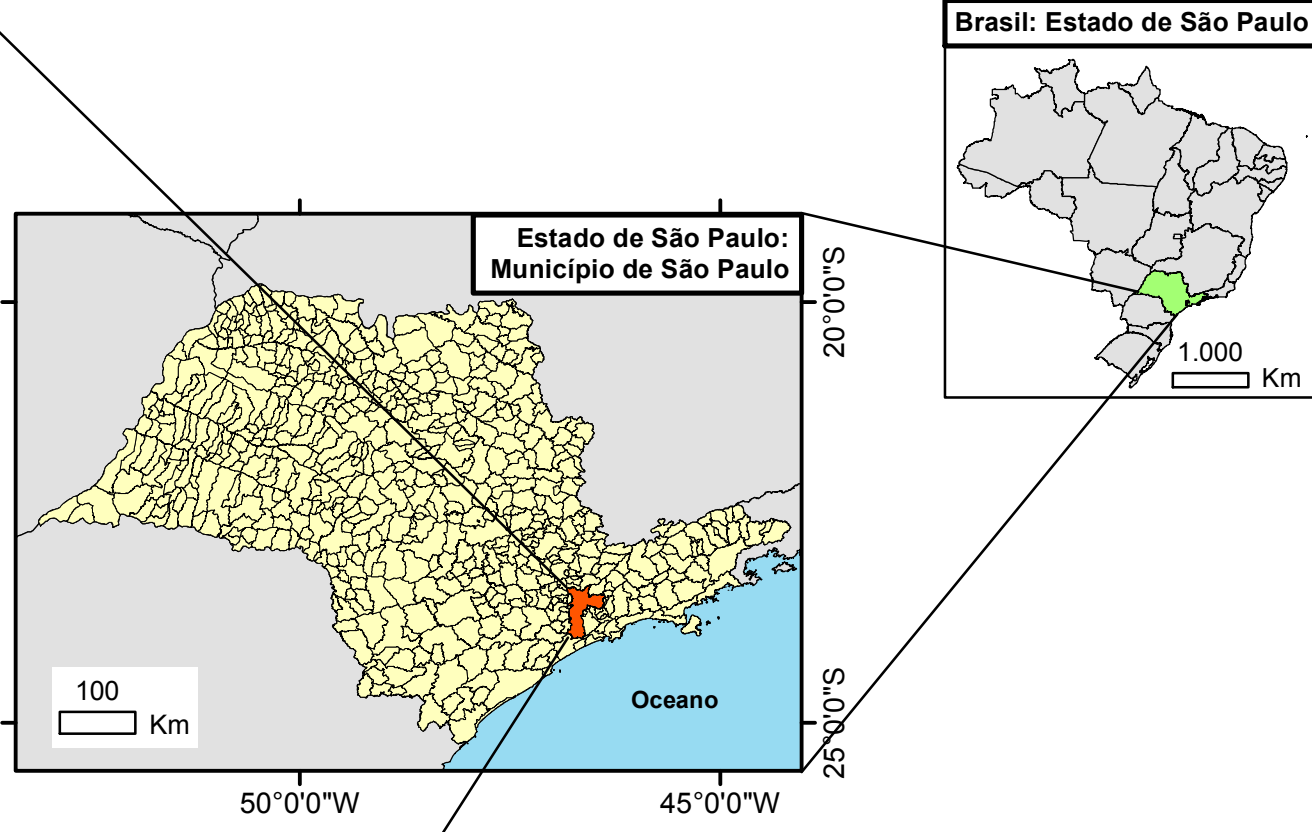 Brasil: Estado de São Paulo
1.000
Km
Estado de São Paulo:
Município de São Paulo
20°0'0"S
25°0'0"S
Oceano
100
Km
50°0'0"W
45°0'0"W